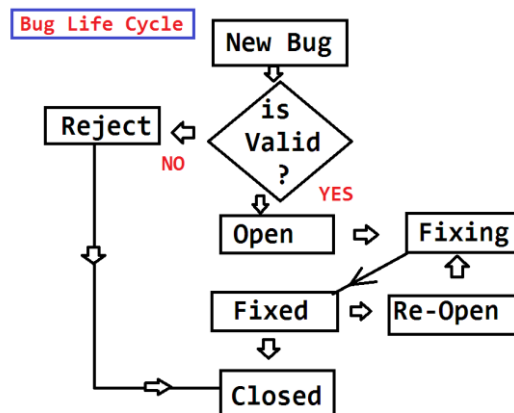 Bug Life Cycle
New Bug
is
Valid
?
Reject
NO
YES
Open
Fixing
Fixed
Re-Open
Closed